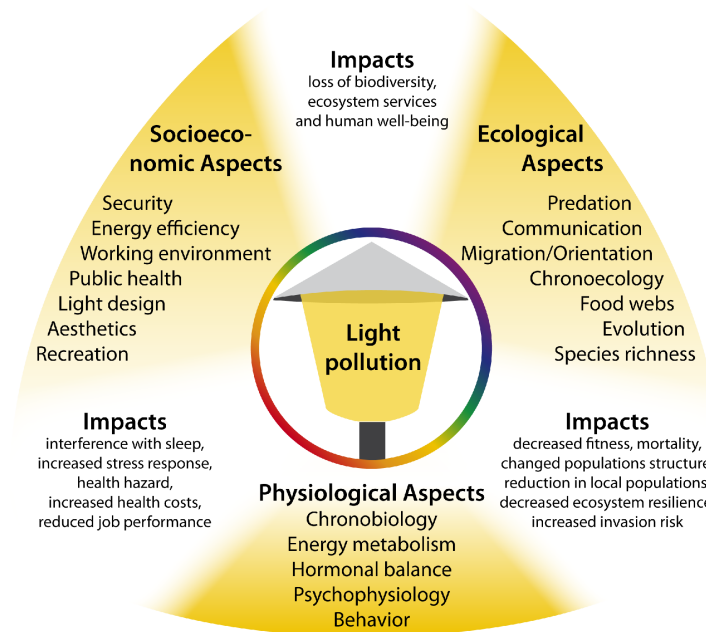 Impacts
loss of biodiversity,
ecosystem services
and human well-being
Socioeco-
nomic Aspects
Security
Energy efficiency
Working environment
Public health
Light design
Aesthetics
Recreation
Ecological
Aspects
Predation
Communication
Migration/Orientation
Chronoecology
Food webs
Evolution
Species richness
Light
pollution
Impacts
interference with sleep,
increased stress response,
health hazard,
increased health costs,
reduced job performance
Impacts
decreased fitness, mortality,
changed populations structure
reduction in local populations
decreased ecosystem resilience
increased invasion risk
Physiological Aspects
Chronobiology
Energy metabolism
Hormonal balance
Psychophysiology
Behavior